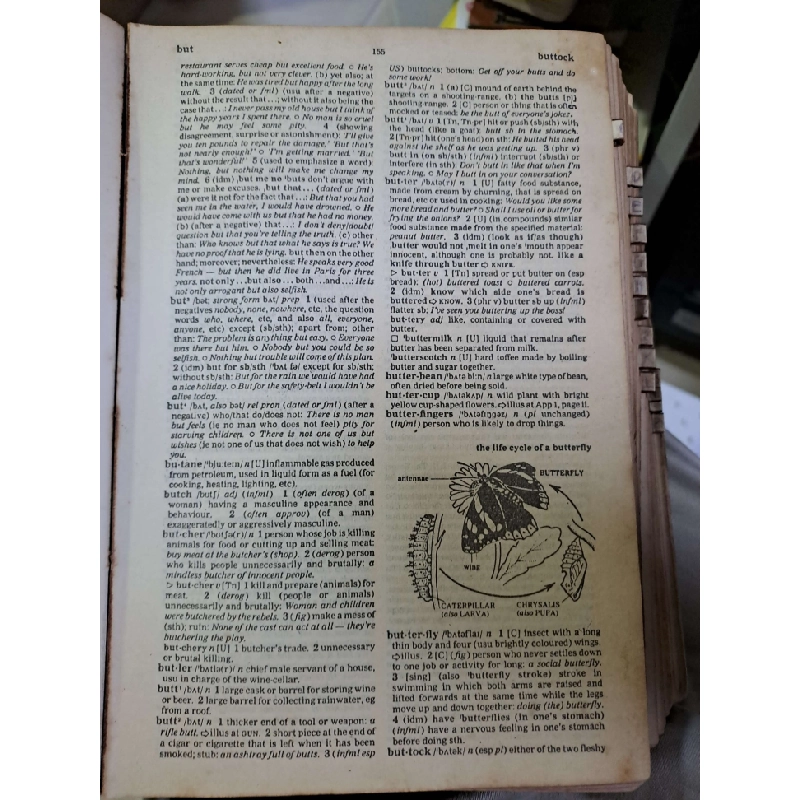 but
155
buttock
restaurant serves cheap but excellent food. ○ He's
hard-working, but not very clever. (b) yet also; at
the same time: He was tired but happy after the long
walk. 3 (dated or fml) (usu after a negative)
without the result that...; without it also being the
case that...: I never pass my old house but I think of
the happy years I spent there. ○ No man is so cruel
but he may feel some pity. 4 (showing
disagreement, surprise or astonishment): 'I'll give
you ten pounds to repair the damage.' 'But that's
not nearly enough!' ○ 'I'm getting married.' 'But
that's wonderful!' 5 (used to emphasize a word):
Nothing, but nothing will make me change my
mind. 6 (idm) but me no 'buts don't argue with
me or make excuses. but that... (dated or fml)
(a) were it not for the fact that...: But that you had
seen me in the water, I would have drowned. ○ He
would have come with us but that he had no money.
(b) (after a negative) that...: I don't deny/doubt/
question but that you're telling the truth. (c) other
than: Who knows but that what he says is true? We
have no proof that he is lying. but then on the other
hand; moreover; nevertheless: He speaks very good
French — but then he did live in Paris for three
years. not only...but also... both...and...: He is
not only arrogant but also selfish.
but² /bət; strong form bʌt/ prep 1 (used after the
negatives nobody, none, nowhere, etc, the question
words who, where, etc, and also all, everyone,
anyone, etc) except (sb/sth); apart from; other
than: The problem is anything but easy. ○ Everyone
was there but him. ○ Nobody but you could be so
selfish. ○ Nothing but trouble will come of this plan.
2 (idm) but for sb/sth 'but fə/ except for sb/sth;
without sb/sth: But for the rain we would have had
a nice holiday. ○ But for the safety-belt I wouldn't be
alive today.
but³ /bʌt, also bət/ rel pron (dated or fml) (after a
negative) who/that do/does not: There is no man
but feels (ie no man who does not feel) pity for
starving children. ○ There is not one of us but
wishes (ie not one of us that does not wish) to help
you.
bu·tane /ˈbjuːteɪn/ n [U] inflammable gas produced
from petroleum, used in liquid form as a fuel (for
cooking, heating, lighting, etc).
butch /bʊtʃ/ adj (infml) 1 (often derog) (of a
woman) having a masculine appearance and
behaviour. 2 (often approv) (of a man)
exaggeratedly or aggressively masculine.
but·cher /ˈbʊtʃə(r)/ n 1 person whose job is killing
animals for food or cutting up and selling meat:
buy meat at the butcher's (shop). 2 (derog) person
who kills people unnecessarily and brutally: a
mindless butcher of innocent people.
▷ but·cher v [Tn] 1 kill and prepare (animals) for
meat. 2 (derog) kill (people or animals)
unnecessarily and brutally: Woman and children
were butchered by the rebels. 3 (fig) make a mess of
(sth); ruin: None of the cast can act at all — they're
butchering the play.
but·chery n [U] 1 butcher's trade. 2 unnecessary
or brutal killing.
but·ler /ˈbʌtlə(r)/ n chief male servant of a house,
usu in charge of the wine-cellar.
butt¹ /bʌt/ n 1 large cask or barrel for storing wine
or beer. 2 large barrel for collecting rainwater, eg
from a roof.
butt² /bʌt/ n 1 thicker end of a tool or weapon: a
rifle butt. ⇨illus at GUN. 2 short piece at the end of
a cigar or cigarette that is left when it has been
smoked; stub: an ashtray full of butts. 3 (infml esp
US) buttocks; bottom: Get off your butts and do
some work!
butt³ /bʌt/ n 1 (a) [C] mound of earth behind the
targets on a shooting-range. (b) the butts [pl]
shooting-range. 2 [C] person or thing that is often
mocked or teased: be the butt of everyone's jokes.
butt⁴ /bʌt/ v 1 [Tn, Tn·pr] hit or push (sb/sth) with
the head (like a goat): butt sb in the stomach.
2 [Tn·pr] hit (one's head) on sth: He butted his head
against the shelf as he was getting up. 3 (phr v)
butt in (on sb/sth) (infml) interrupt (sb/sth) or
interfere (in sth): Don't butt in like that when I'm
speaking. ○ May I butt in on your conversation?
but·ter /ˈbʌtə(r)/ n 1 [U] fatty food substance,
made from cream by churning, that is spread on
bread, etc or used in cooking: Would you like some
more bread and butter? ○ Shall I use oil or butter for
frying the onions? 2 [U] (in compounds) similar
food substance made from the specified material:
peanut butter. 3 (idm) (look as if/as though)
butter would not ˌmelt in one's 'mouth appear
innocent, although one is probably not. like a
knife through butter ⇨ KNIFE.
▷ but·ter v 1 [Tn] spread or put butter on (esp
bread): (hot) buttered toast ○ buttered carrots.
2 (idm) know which side one's bread is
buttered ⇨ KNOW. 3 (phr v) butter sb up (infml)
flatter sb: I've seen you buttering up the boss!
but·tery adj like, containing or covered with
butter.
□ 'buttermilk n [U] liquid that remains after
butter has been separated from milk.
'butterscotch n [U] hard toffee made by boiling
butter and sugar together.
butter-bean /ˈbʌtə biːn/ n large white type of bean,
often dried before being sold.
but·ter·cup /ˈbʌtəkʌp/ n wild plant with bright
yellow cup-shaped flowers. ⇨illus at App 1, page ii.
butter-fingers /ˈbʌtəfɪŋgəz/ n (pl unchanged)
(infml) person who is likely to drop things.
the life cycle of a butterfly
antennae
BUTTERFLY
WING
CATERPILLAR
(also LARVA)
CHRYSALIS
(also PUPA)
but·ter·fly /ˈbʌtəflaɪ/ n 1 [C] insect with a long
thin body and four (usu brightly coloured) wings.
⇨illus. 2 [C] (fig) person who never settles down
to one job or activity for long: a social butterfly.
3 [sing] (also 'butterfly stroke) stroke in
swimming in which both arms are raised and
lifted forwards at the same time while the legs
move up and down together: doing (the) butterfly.
4 (idm) have 'butterflies (in one's stomach)
(infml) have a nervous feeling in one's stomach
before doing sth.
but·tock /ˈbʌtək/ n (esp pl) either of the two fleshy